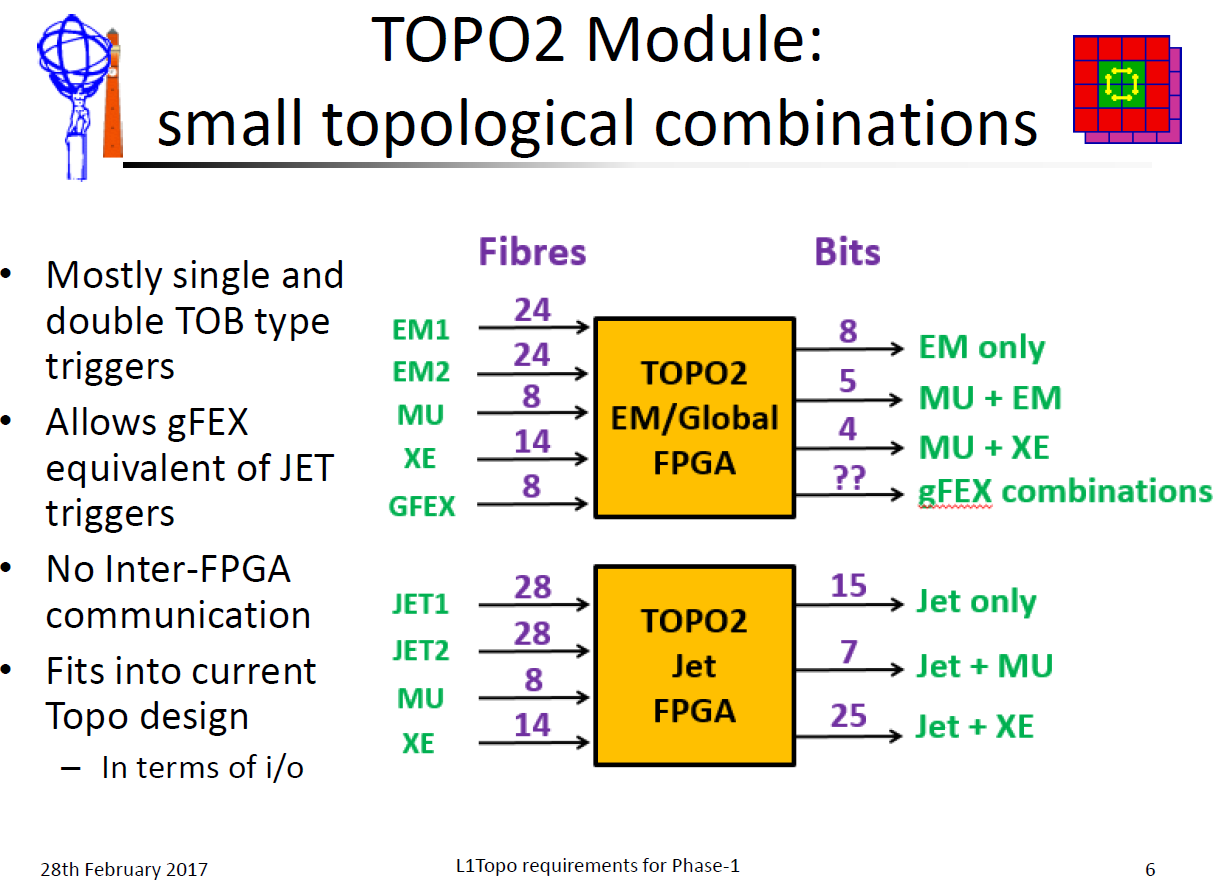 TOPO2 Module:
small topological combinations
• Mostly single and
double TOB type
triggers
• Allows gFEX
equivalent of JET
triggers
• No Inter-FPGA
communication
• Fits into current
Topo design
– In terms of i/o
Fibres
Bits
EM1 24
EM2 24
MU 8
XE 14
GFEX 8
TOPO2
EM/Global
FPGA
8 EM only
5 MU + EM
4 MU + XE
?? gFEX combinations
JET1 28
JET2 28
MU 8
XE 14
TOPO2
Jet
FPGA
15 Jet only
7 Jet + MU
25 Jet + XE
28th February 2017
L1Topo requirements for Phase-1
6